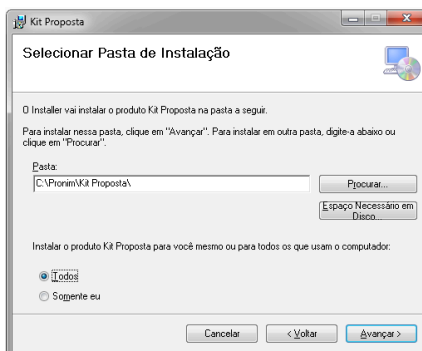 Kit Proposta
Selecionar Pasta de Instalação
O Installer vai instalar o produto Kit Proposta na pasta a seguir.
Para instalar nessa pasta, clique em "Avançar". Para instalar em outra pasta, digite-a abaixo ou
clique em "Procurar".
Pasta:
C:\Pronim\Kit Proposta\
Procurar...
Espaço Necessário em
Disco...
Instalar o produto Kit Proposta para você mesmo ou para todos os que usam o computador:
Todos
Somente eu
Cancelar
< Voltar
Avançar >